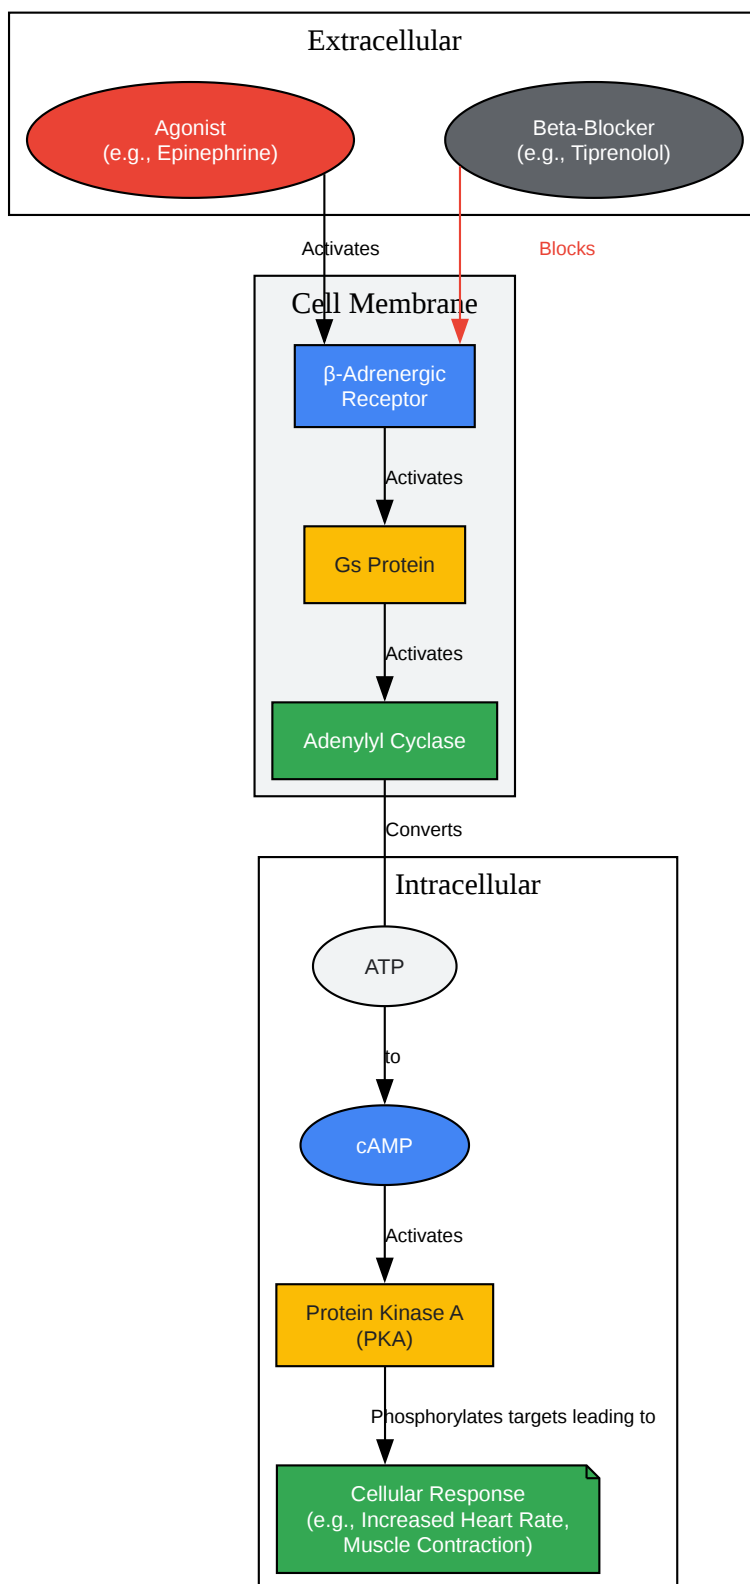 Extracellular
Agonist
(e.g., Epinephrine)
Beta-Blocker
(e.g., Tiprenolol)
Activates
Blocks
Cell Membrane
β-Adrenergic
Receptor
Activates
Gs Protein
Activates
Adenylyl Cyclase
Converts
Intracellular
ATP
to
cAMP
Activates
Protein Kinase A
(PKA)
Phosphorylates targets leading to
Cellular Response
(e.g., Increased Heart Rate,
Muscle Contraction)